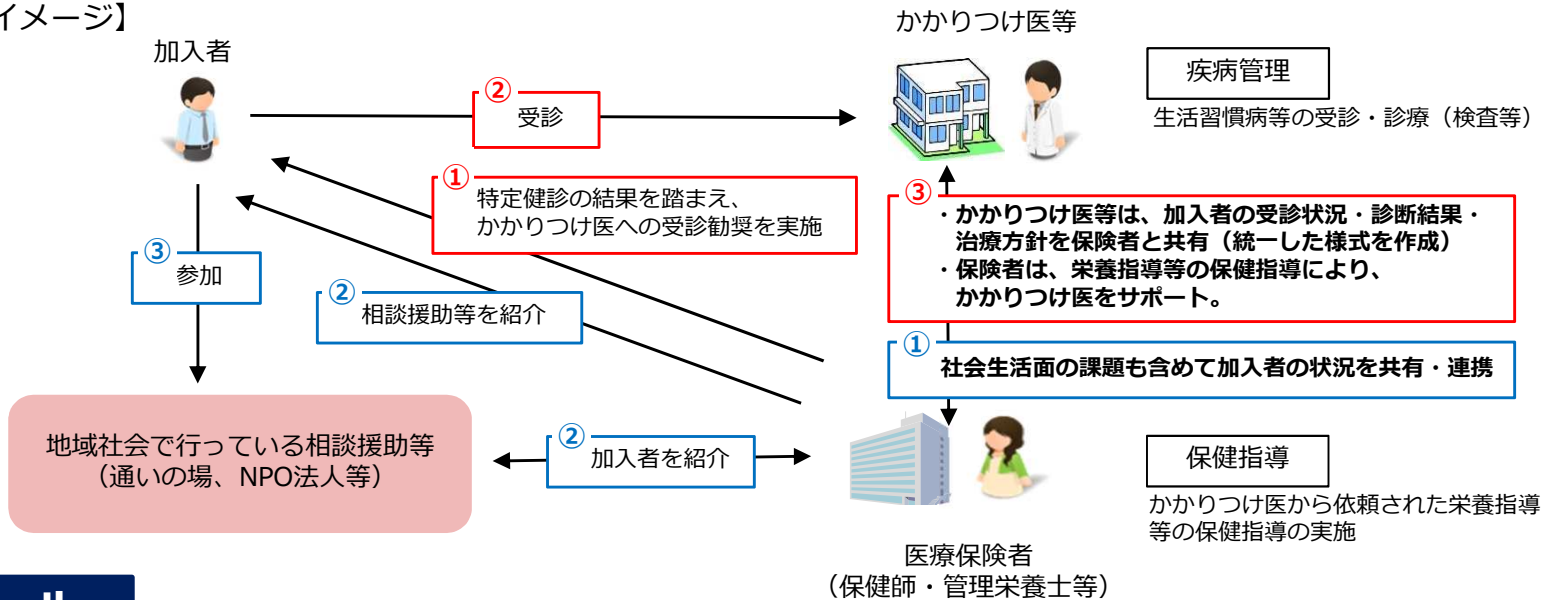 イメージ】
加入者
かかりつけ医等
疾病管理
生活習慣病等の受診・診療（検査等）
②
受診
①
特定健診の結果を踏まえ、
かかりつけ医への受診勧奨を実施
③
・かかりつけ医等は、加入者の受診状況・診断結果・
治療方針を保険者と共有（統一した様式を作成）
・保険者は、栄養指導等の保健指導により、
かかりつけ医をサポート。
③
参加
②
相談援助等を紹介
①
社会生活面の課題も含めて加入者の状況を共有・連携
地域社会で行っている相談援助等
（通いの場、NPO法人等）
②
加入者を紹介
保健指導
かかりつけ医から依頼された栄養指導
等の保健指導の実施
医療保険者
（保健師・管理栄養士等）